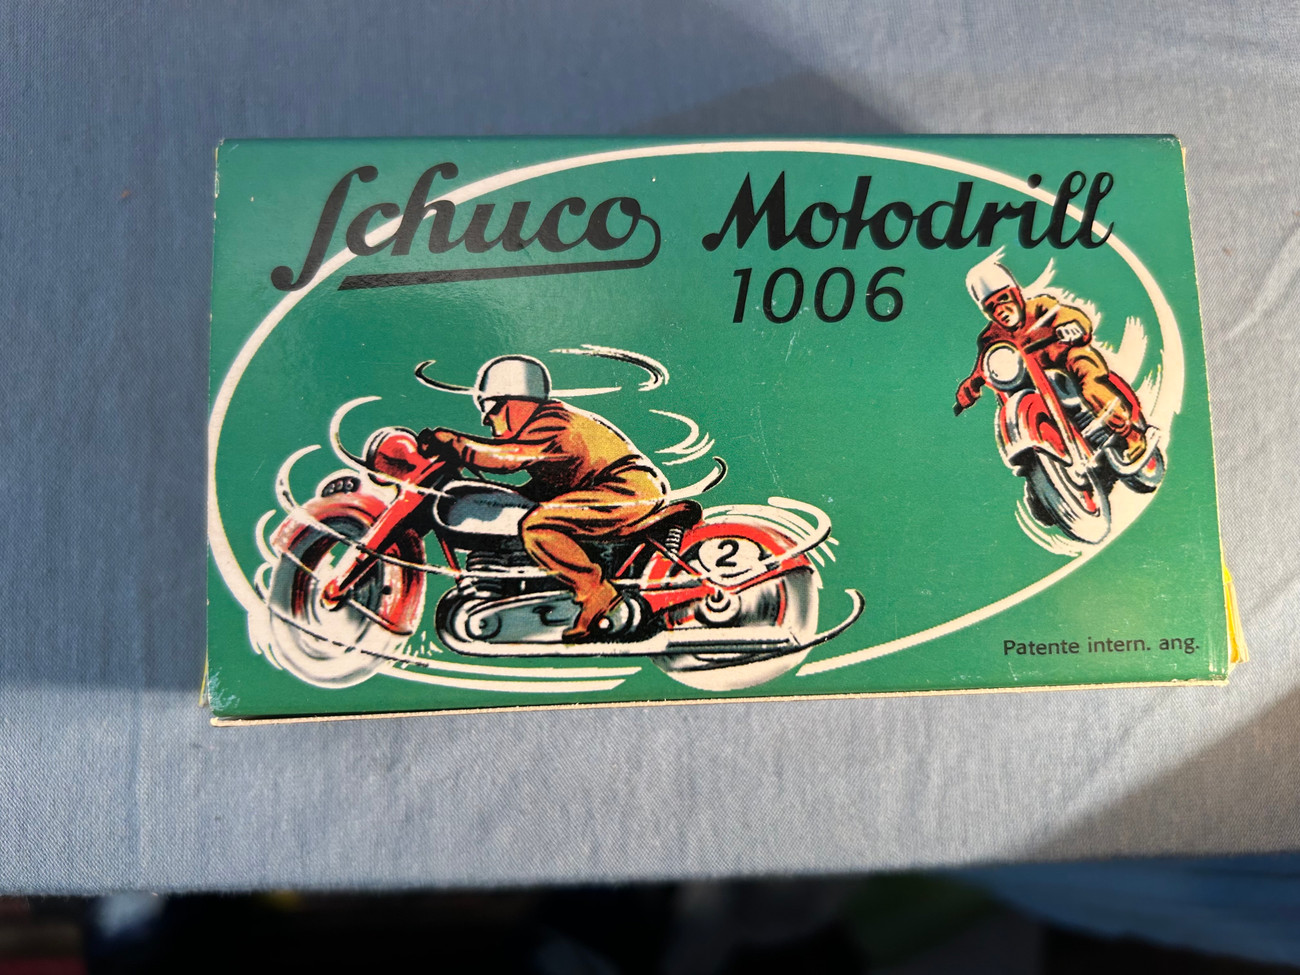 Schuco Motodrill
1006
2
Patente intern. ang.